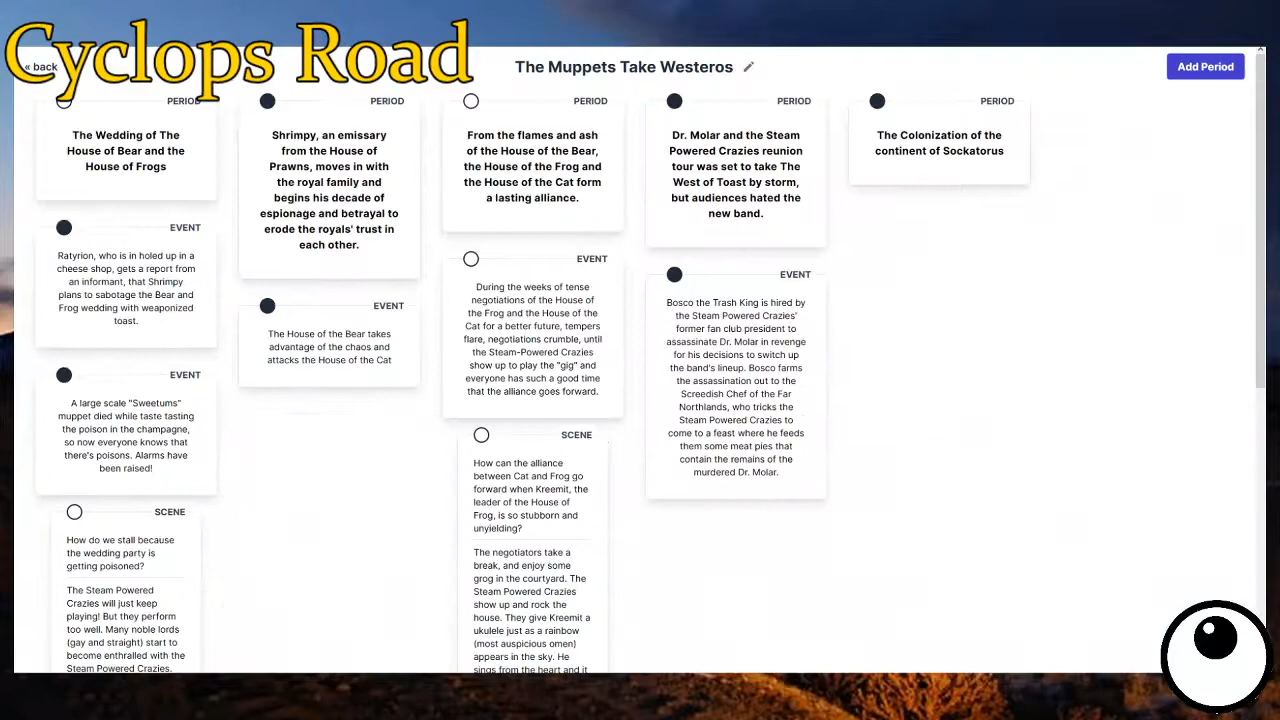 Cyclops Road
« back
The Muppets Take Westeros
Add Period
PERIOD
The Wedding of The
House of Bear and the
House of Frogs
EVENT
Ratyrion, who is in holed up in a
cheese shop, gets a report from
an informant, that Shrimpy
plans to sabotage the Bear and
Frog wedding with weaponized
toast.
EVENT
A large scale "Sweetums"
muppet died while taste tasting
the poison in the champagne,
so now everyone knows that
there's poisons. Alarms have
been raised!
SCENE
How do we stall because
the wedding party is
getting poisoned?
The Steam Powered
Crazies will just keep
playing! But they perform
too well. Many noble lords
(gay and straight) start to
become enthralled with the
Steam Powered Crazies.
PERIOD
Shrimpy, an emissary
from the House of
Prawns, moves in with
the royal family and
begins his decade of
espionage and betrayal to
erode the royals' trust in
each other.
EVENT
The House of the Bear takes
advantage of the chaos and
attacks the House of the Cat
PERIOD
From the flames and ash
of the House of the Bear,
the House of the Frog and
the House of the Cat form
a lasting alliance.
EVENT
During the weeks of tense
negotiations of the House of
the Frog and the House of the
Cat for a better future, tempers
flare, negotiations crumble, until
the Steam-Powered Crazies
show up to play the "gig" and
everyone has such a good time
that the alliance goes forward.
SCENE
How can the alliance
between Cat and Frog go
forward when Kreemit, the
leader of the House of
Frog, is so stubborn and
unyielding?
The negotiators take a
break, and enjoy some
grog in the courtyard. The
Steam Powered Crazies
show up and rock the
house. They give Kreemit a
ukulele just as a rainbow
(most auspicious omen)
appears in the sky. He
sings from the heart and it
PERIOD
Dr. Molar and the Steam
Powered Crazies reunion
tour was set to take The
West of Toast by storm,
but audiences hated the
new band.
EVENT
Bosco the Trash King is hired by
the Steam Powered Crazies'
former fan club president to
assassinate Dr. Molar in revenge
for his decisions to switch up
the band's lineup. Bosco farms
the assassination out to the
Screedish Chef of the Far
Northlands, who tricks the
Steam Powered Crazies to
come to a feast where he feeds
them some meat pies that
contain the remains of the
murdered Dr. Molar.
PERIOD
The Colonization of the
continent of Sockatorus